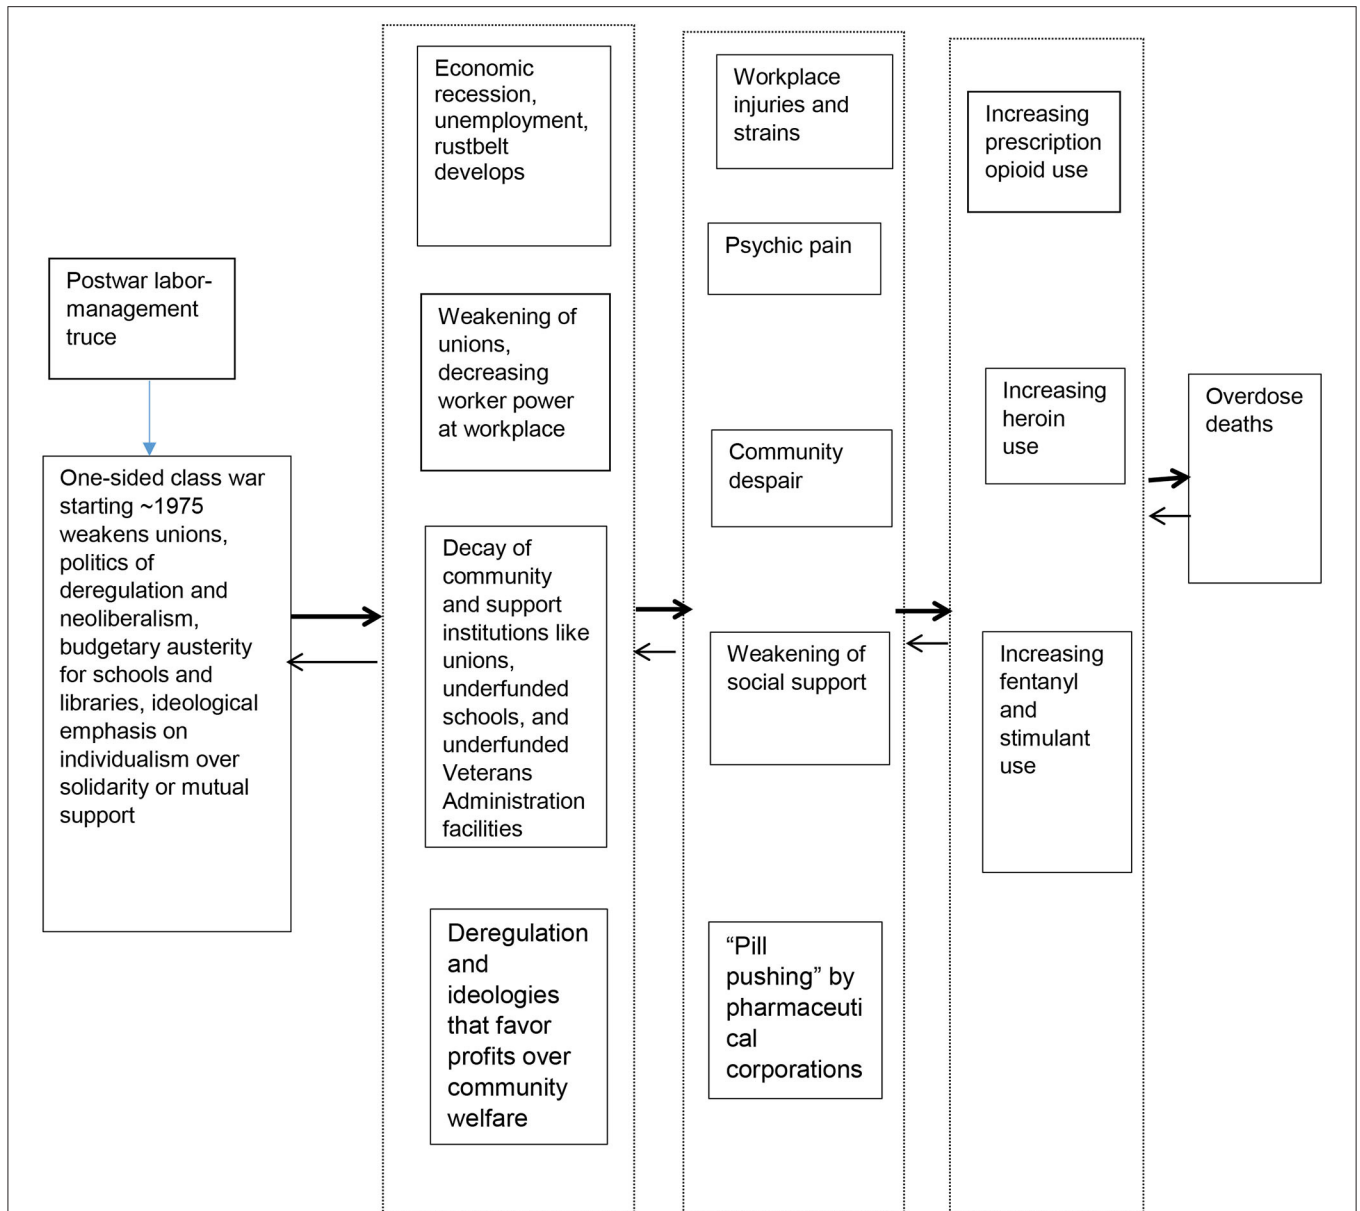 Postwar labor-
management
truce
One-sided class war
starting ~1975
weakens unions,
politics of
deregulation and
neoliberalism,
budgetary austerity
for schools and
libraries, ideological
emphasis on
individualism over
solidarity or mutual
support
Economic
recession,
unemployment,
rustbelt
develops
Weakening of
unions,
decreasing
worker power
at workplace
Decay of
community
and support
institutions like
unions,
underfunded
schools, and
underfunded
Veterans
Administration
facilities
Deregulation
and
ideologies
that favor
profits over
community
welfare
Workplace
injuries and
strains
Psychic pain
Community
despair
Weakening of
social support
“Pill
pushing” by
pharmaceuti
cal
corporations
Increasing
prescription
opioid use
Increasing
heroin
use
Increasing
fentanyl
and
stimulant
use
Overdose
deaths